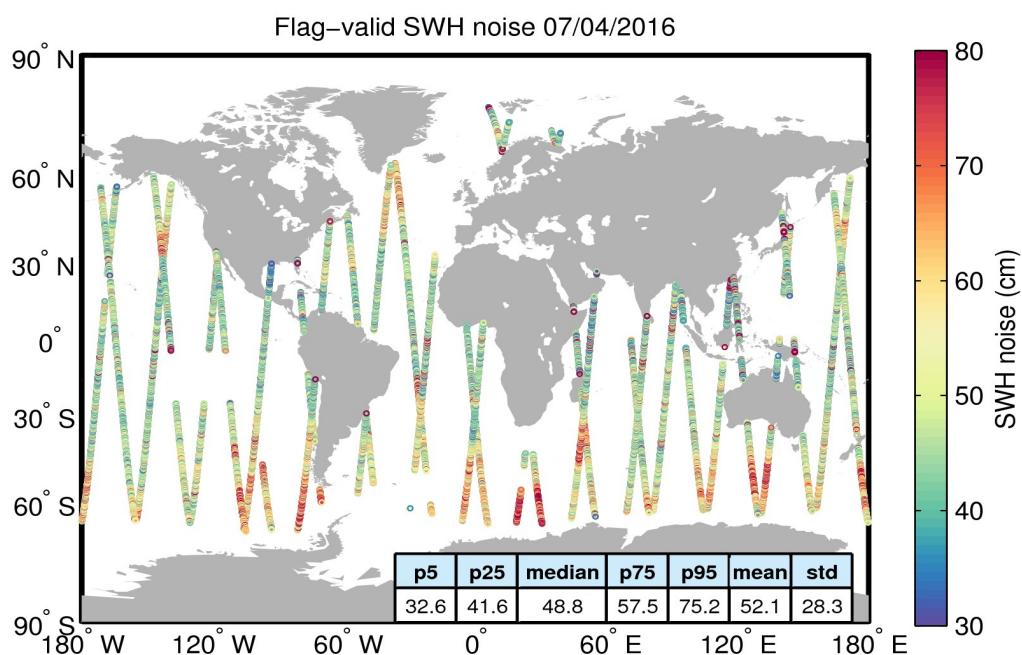 Flag−valid SWH noise 07/04/2016
90° N
60° N
30° N
0°
30° S
60° S
90° S
180° W
120° W
60° W
0°
60° E
120° E
180° E
p5 p25 median p75 p95 mean std
32.6 41.6 48.8 57.5 75.2 52.1 28.3
80
70
60
50
40
30
SWH noise (cm)